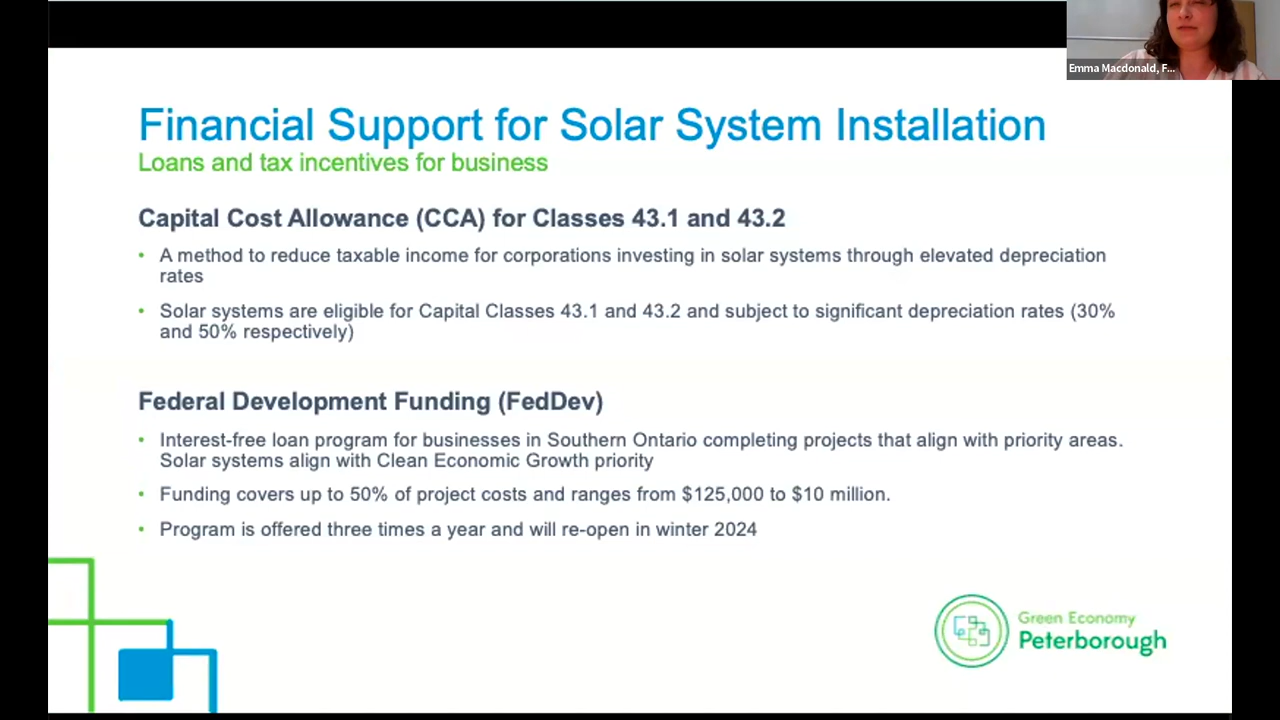 Emma Macdonald, F...
Financial Support for Solar System Installation
Loans and tax incentives for business
Capital Cost Allowance (CCA) for Classes 43.1 and 43.2
• A method to reduce taxable income for corporations investing in solar systems through elevated depreciation
rates
• Solar systems are eligible for Capital Classes 43.1 and 43.2 and subject to significant depreciation rates (30%
and 50% respectively)
Federal Development Funding (FedDev)
• Interest-free loan program for businesses in Southern Ontario completing projects that align with priority areas.
Solar systems align with Clean Economic Growth priority
• Funding covers up to 50% of project costs and ranges from $125,000 to $10 million.
• Program is offered three times a year and will re-open in winter 2024
Green Economy
Peterborough